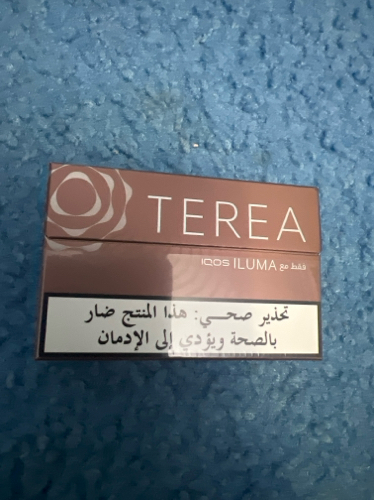 TEREA
فقط مع IQOS ILUMA
تحذير صحي: هذا المنتج ضار
بالصحة ويؤدي إلى الإدمان